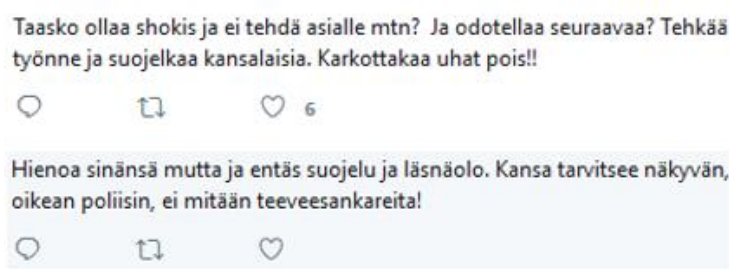 Taasko ollaa shokis ja ei tehdä asialle mtn? Ja odotellaa seuraavaa? Tehkää
työnne ja suojelkaa kansalaisia. Karkottakaa uhat pois!!
6
Hienoa sinänsä mutta ja entäs suojelu ja läsnäolo. Kansa tarvitsee näkyvän,
oikean poliisin, ei mitään teeveesankareita!